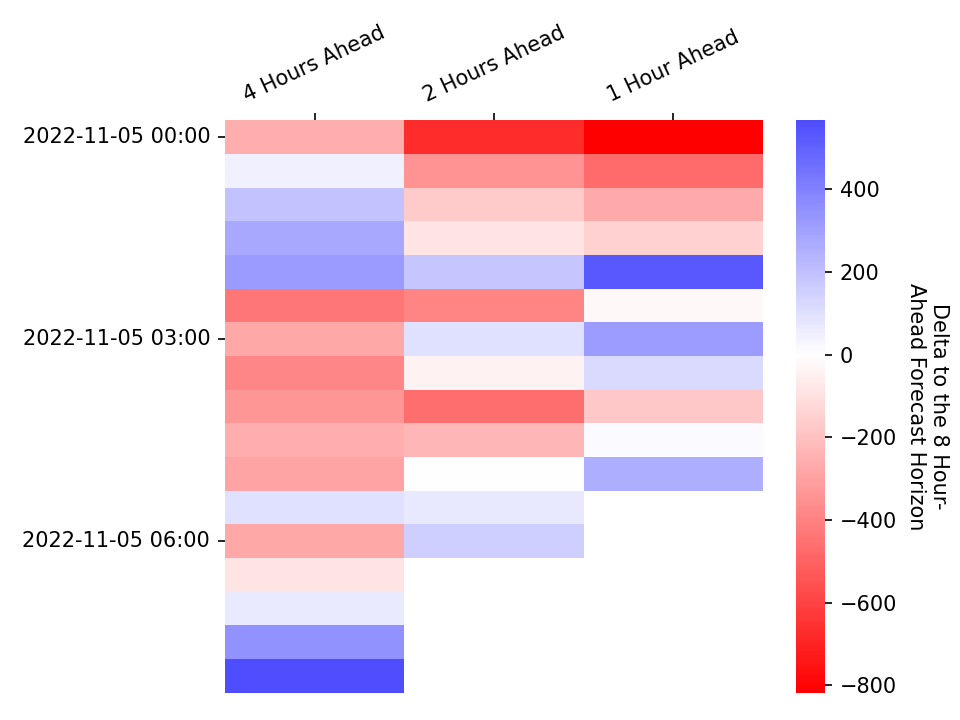 4 Hours Ahead
2 Hours Ahead
1 Hour Ahead
2022-11-05 00:00
2022-11-05 03:00
2022-11-05 06:00
400
200
0
−200
−400
−600
−800
Delta to the 8 Hour-
Ahead Forecast Horizon